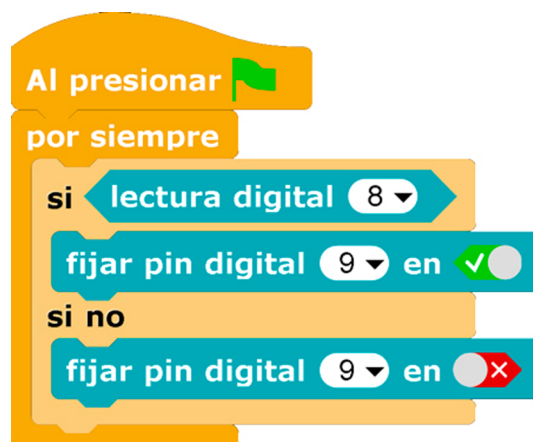 Al presionar
por siempre
si lectura digital 8
fijar pin digital 9 en
si no
fijar pin digital 9 en